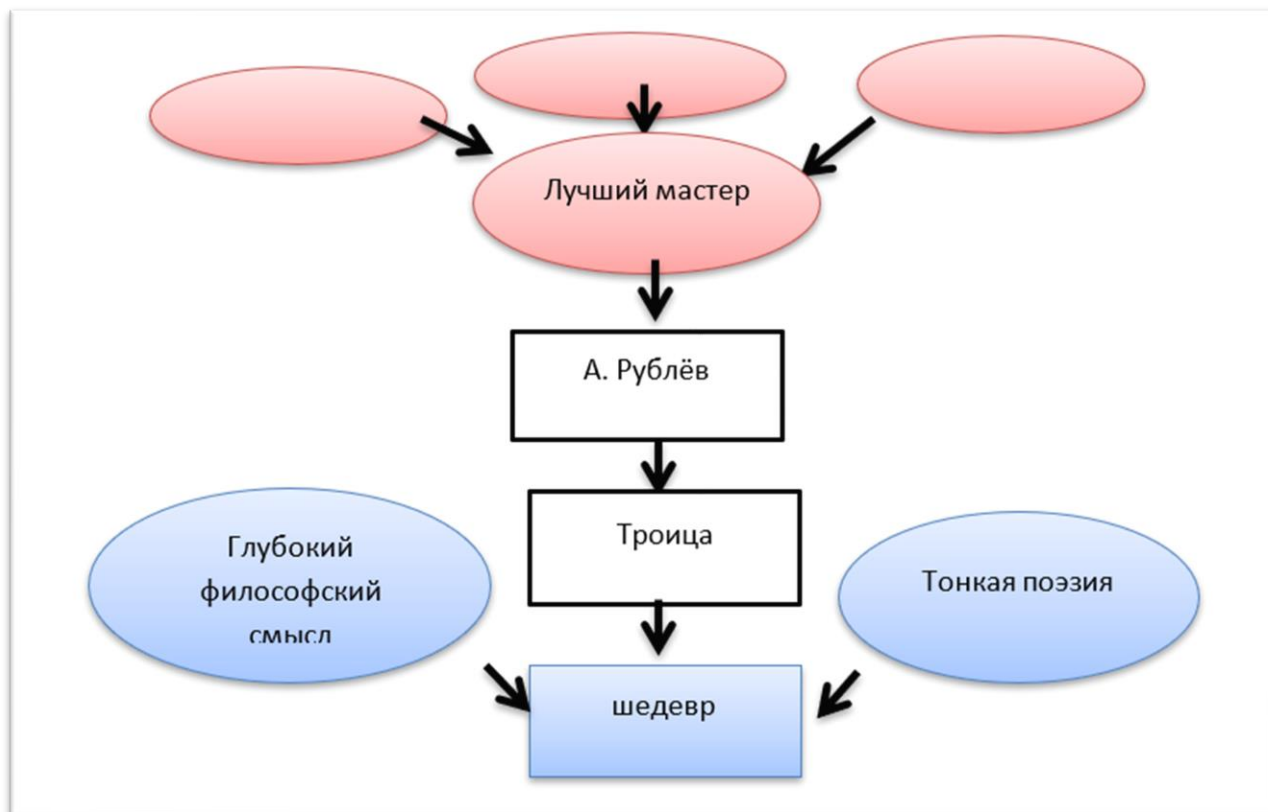 Лучший мастер
А. Рублёв
Троица
Глубокий
философский
смысл
Тонкая поэзия
шедевр